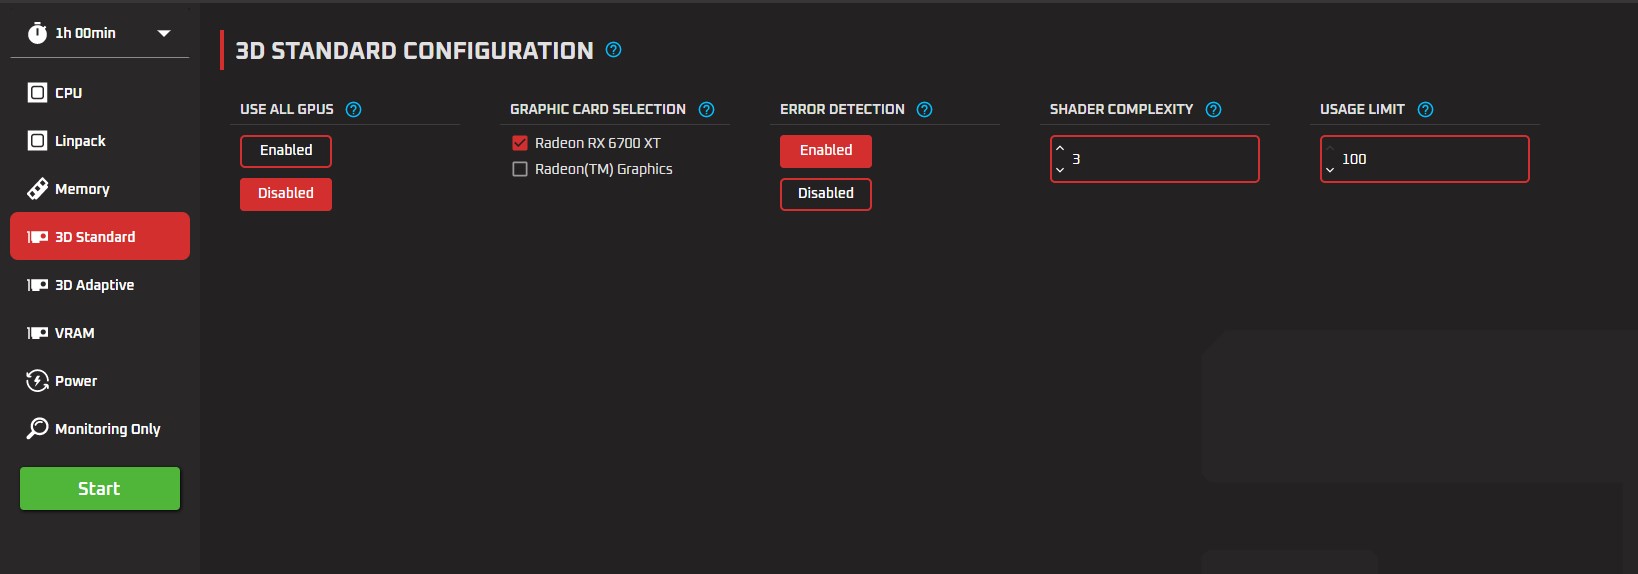 1h 00min
CPU
Linpack
Memory
3D Standard
3D Adaptive
VRAM
Power
Monitoring Only
Start
3D STANDARD CONFIGURATION ?
USE ALL GPUS ?
Enabled
Disabled
GRAPHIC CARD SELECTION ?
Radeon RX 6700 XT
Radeon(TM) Graphics
ERROR DETECTION ?
Enabled
Disabled
SHADER COMPLEXITY ?
3
USAGE LIMIT ?
100